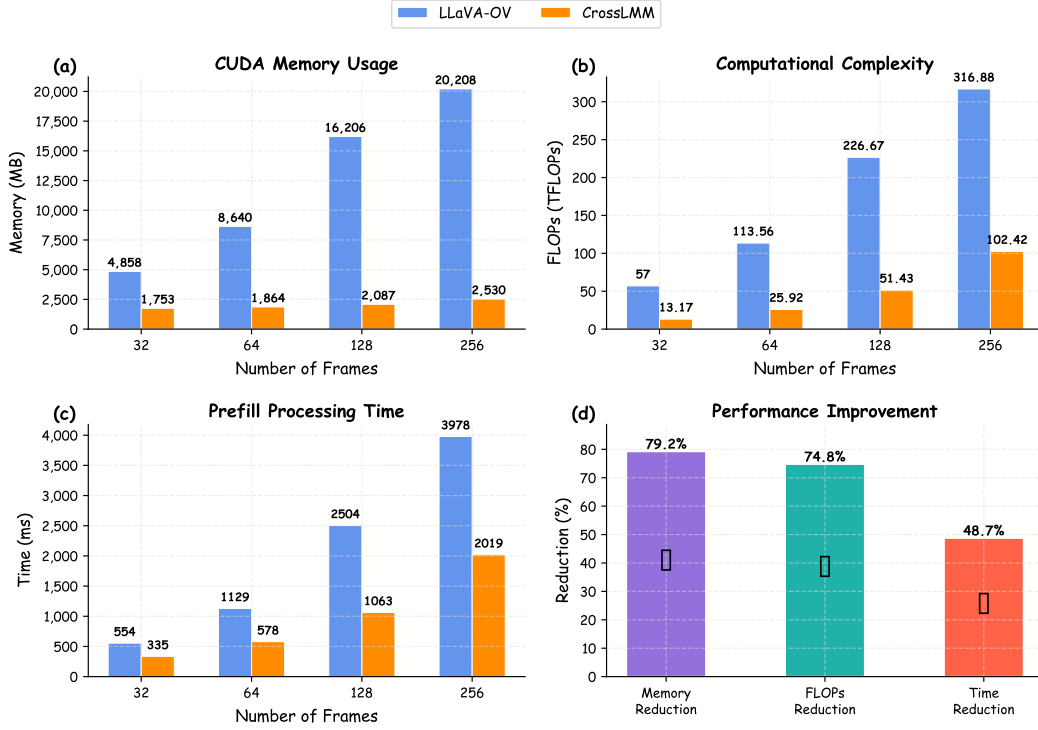 LLaVA-OV CrossLMM
(a) CUDA Memory Usage
Memory (MB)
20,000
17,500
15,000
12,500
10,000
7,500
5,000
2,500
0
4,858
1,753
8,640
1,864
16,206
2,087
20,208
2,530
32 64 128 256
Number of Frames
(b) Computational Complexity
FLOPs (TFLOPs)
300
250
200
150
100
50
0
57
13.17
113.56
25.92
226.67
51.43
316.88
102.42
32 64 128 256
Number of Frames
(c) Prefill Processing Time
Time (ms)
4,000
3,500
3,000
2,500
2,000
1,500
1,000
500
0
554
335
1129
578
2504
1063
3978
2019
32 64 128 256
Number of Frames
(d) Performance Improvement
Reduction (%)
80
70
60
50
40
30
20
10
0
79.2%
74.8%
48.7%
Memory
Reduction
FLOPs
Reduction
Time
Reduction